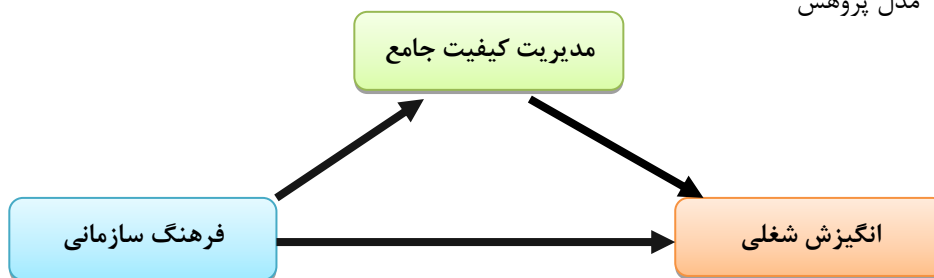 مدل پژوهش
مدیریت کیفیت جامع
فرهنگ سازمانی
انگیزش شغلی